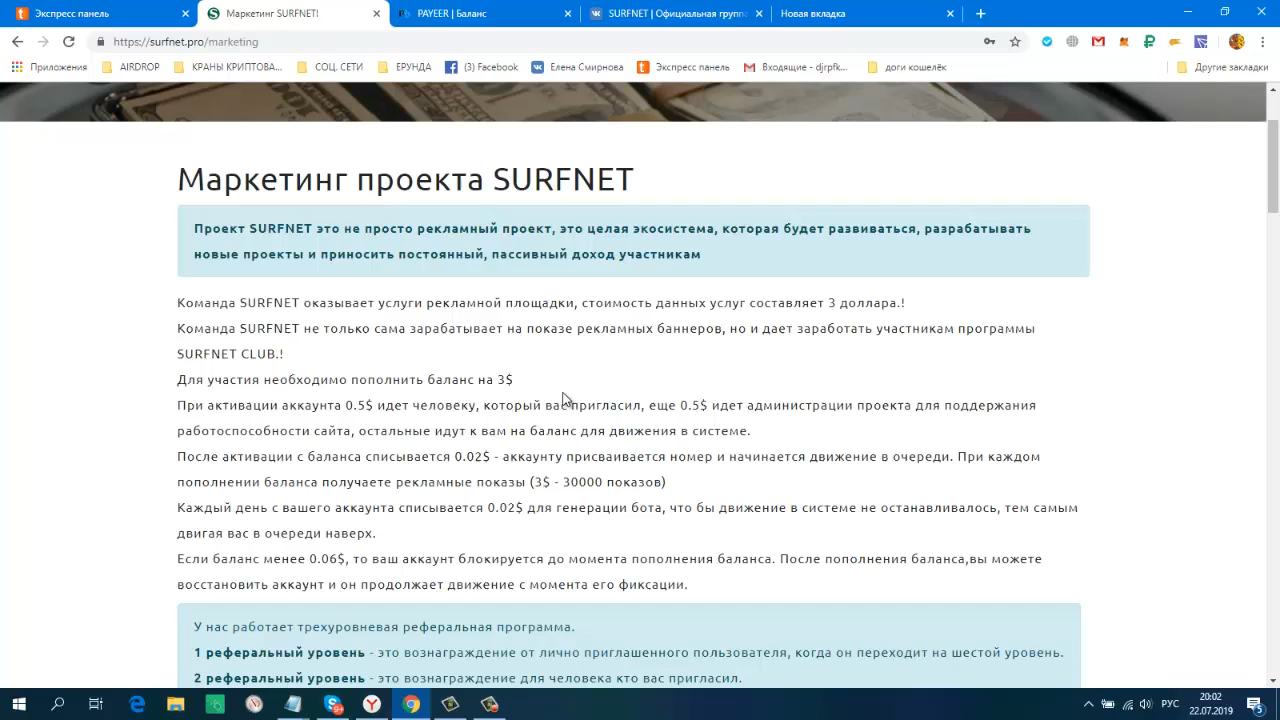 Экспресс панель
Маркетинг SURFNET!
PAYEER | Баланс
SURFNET | Официальная группа
Новая вкладка
https://surfnet.pro/marketing
Приложения
AIRDROP
КРАНЫ КРИПТОВА...
СОЦ. СЕТИ
ЕРУНДА
(3) Facebook
Елена Смирнова
Экспресс панель
Входящие - djrpfk...
доги кошелёк
Другие закладки
Маркетинг проекта SURFNET
Проект SURFNET это не просто рекламный проект, это целая экосистема, которая будет развиваться, разрабатывать
новые проекты и приносить постоянный, пассивный доход участникам
Команда SURFNET оказывает услуги рекламной площадки, стоимость данных услуг составляет 3 доллара.!
Команда SURFNET не только сама зарабатывает на показе рекламных баннеров, но и дает заработать участникам программы
SURFNET CLUB.!
Для участия необходимо пополнить баланс на 3$
При активации аккаунта 0.5$ идет человеку, который вас пригласил, еще 0.5$ идет администрации проекта для поддержания
работоспособности сайта, остальные идут к вам на баланс для движения в системе.
После активации с баланса списывается 0.02$ - аккаунту присваивается номер и начинается движение в очереди. При каждом
пополнении баланса получаете рекламные показы (3$ - 30000 показов)
Каждый день с вашего аккаунта списывается 0.02$ для генерации бота, что бы движение в системе не останавливалось, тем самым
двигая вас в очереди наверх.
Если баланс менее 0.06$, то ваш аккаунт блокируется до момента пополнения баланса. После пополнения баланса,вы можете
восстановить аккаунт и он продолжает движение с момента его фиксации.
У нас работает трехуровневая реферальная программа.
1 реферальный уровень - это вознаграждение от лично приглашенного пользователя, когда он переходит на шестой уровень.
2 реферальный уровень - это вознаграждение для человека кто вас пригласил.
РУС
20:02
22.07.2019